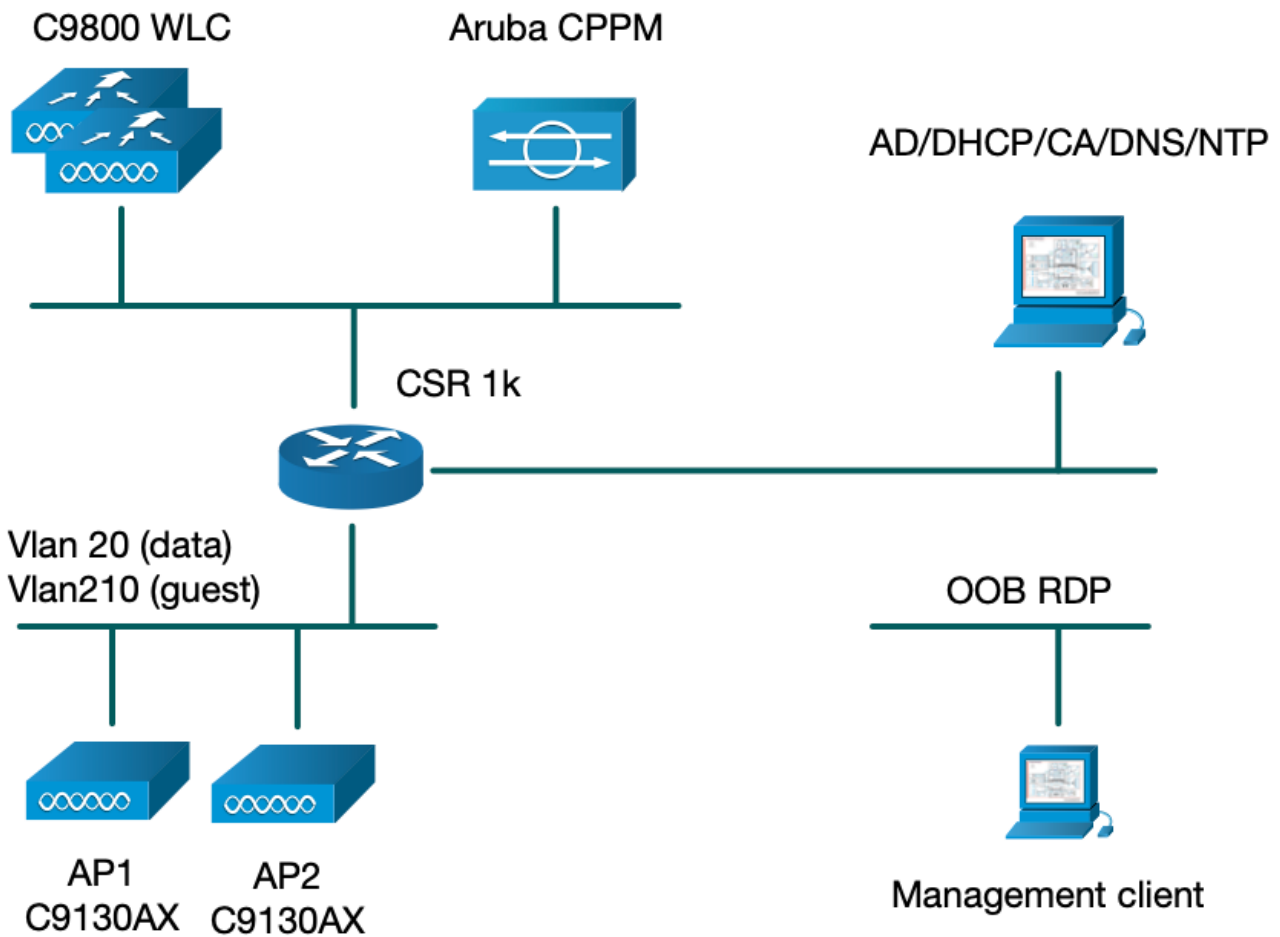 C9800 WLC
Aruba CPPM
AD/DHCP/CA/DNS/NTP
CSR 1k
Vlan 20 (data)
Vlan210 (guest)
OOB RDP
AP1
C9130AX
AP2
C9130AX
Management client